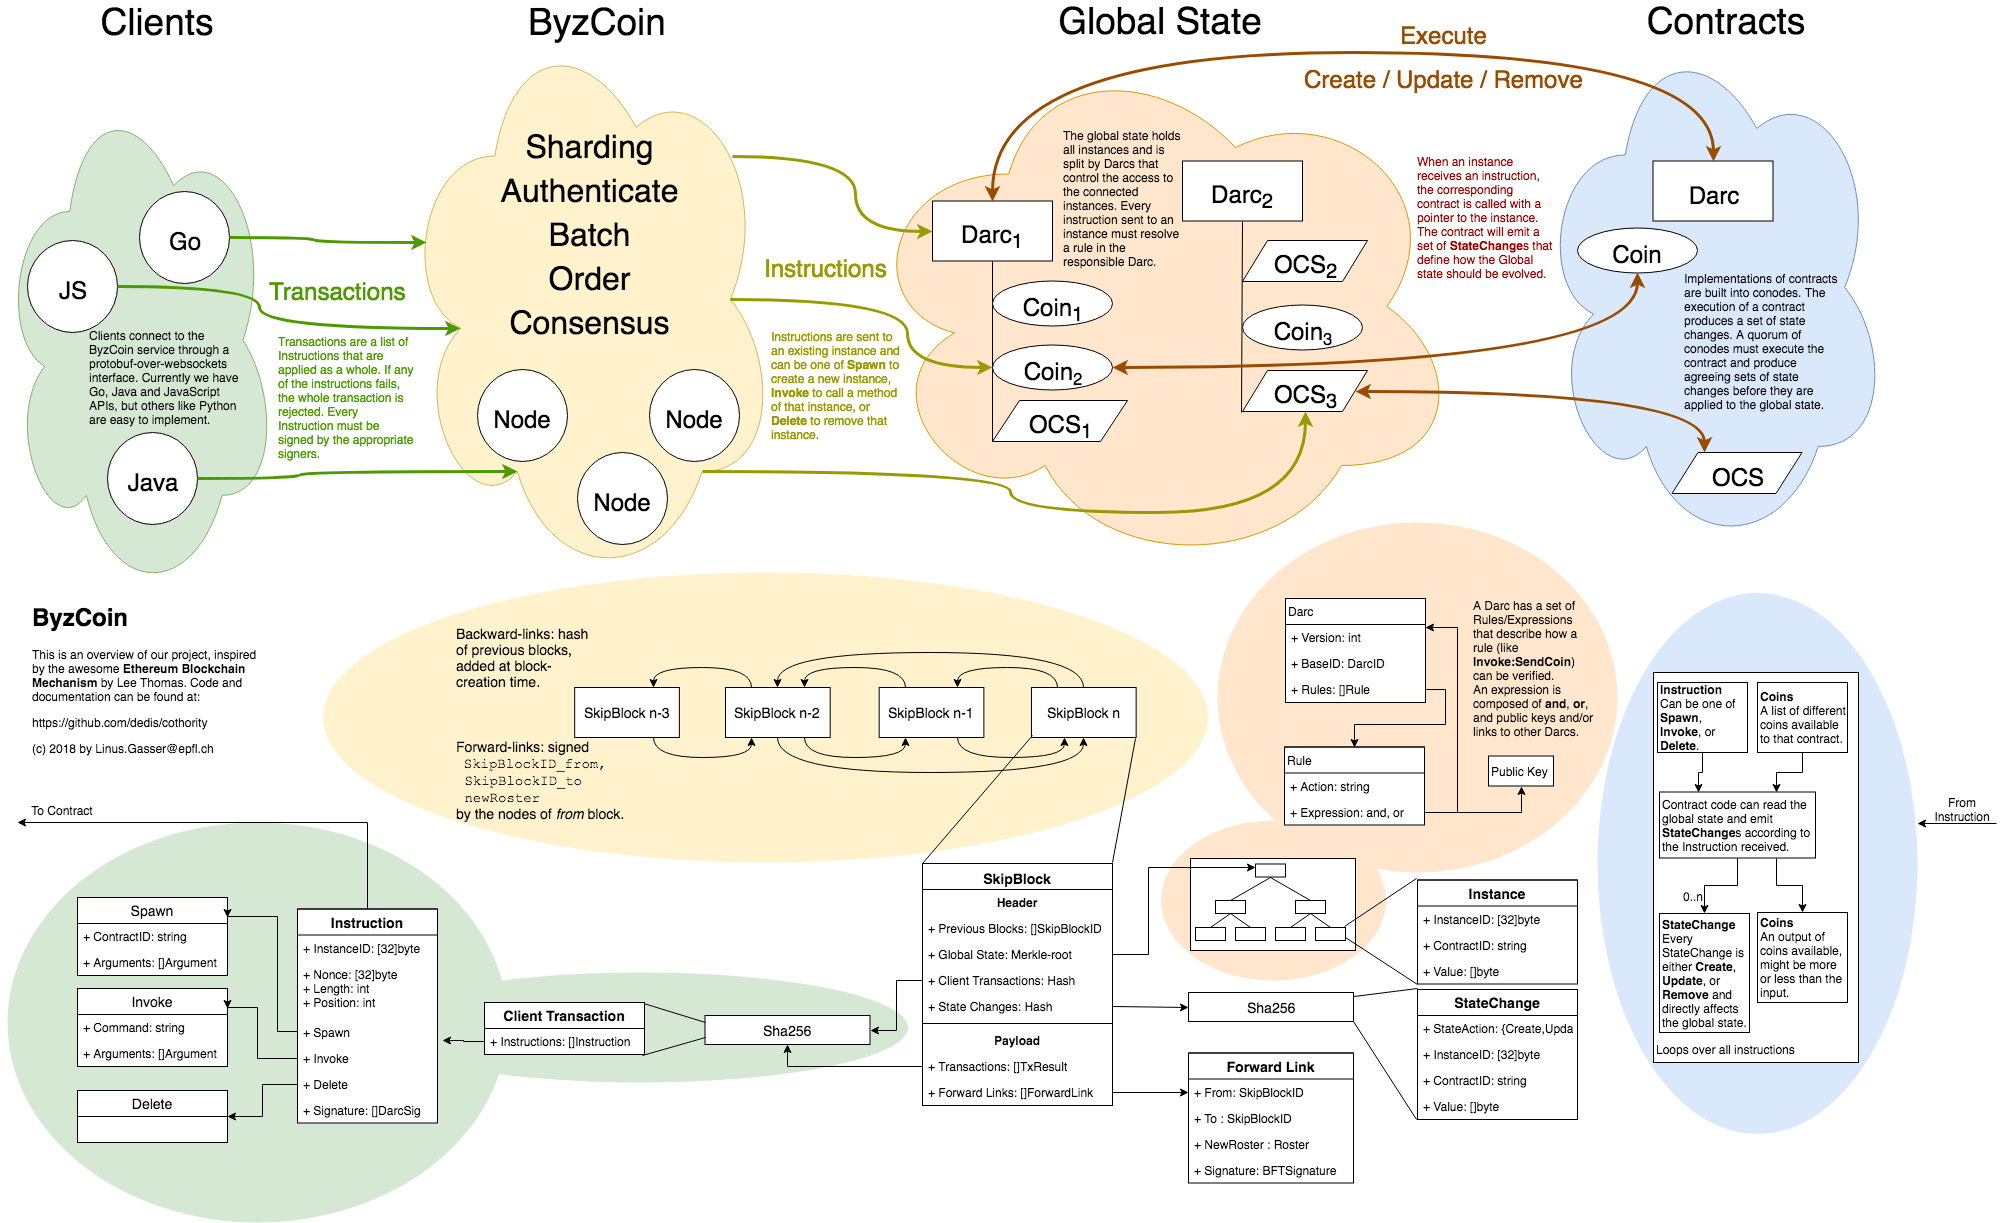 Clients
ByzCoin
Global State
Contracts
Execute
Create / Update / Remove
Go
JS
Java
Clients connect to the
ByzCoin service through a
protobuf-over-websockets
interface. Currently we have
Go, Java and JavaScript
APIs, but others like Python
are easy to implement.
Transactions
Transactions are a list of
Instructions that are
applied as a whole. If any
of the instructions fails,
the whole transaction is
rejected. Every
Instruction must be
signed by the appropriate
signers.
Sharding
Authenticate
Batch
Order
Consensus
Node
Node
Node
Instructions
Instructions are sent to
an existing instance and
can be one of Spawn to
create a new instance,
Invoke to call a method
of that instance, or
Delete to remove that
instance.
The global state holds
all instances and is
split by Darcs that
control the access to
the connected
instances. Every
instruction sent to an
instance must resolve
a rule in the
responsible Darc.
Darc1
Coin1
Coin2
OCS1
Darc2
OCS2
Coin3
OCS3
When an instance
receives an instruction,
the corresponding
contract is called with a
pointer to the instance.
The contract will emit a
set of StateChanges that
define how the Global
state should be evolved.
Darc
Coin
Implementations of contracts
are built into conodes. The
execution of a contract
produces a set of state
changes. A quorum of
conodes must execute the
contract and produce
agreeing sets of state
changes before they are
applied to the global state.
OCS
ByzCoin
This is an overview of our project, inspired
by the awesome Ethereum Blockchain
Mechanism by Lee Thomas. Code and
documentation can be found at:
https://github.com/dedis/cothority
(c) 2018 by Linus.Gasser@epfl.ch
Backward-links: hash
of previous blocks,
added at block-
creation time.
SkipBlock n-3
SkipBlock n-2
SkipBlock n-1
SkipBlock n
Forward-links: signed
SkipBlockID_from,
SkipBlockID_to
newRoster
by the nodes of from block.
Darc
+ Version: int
+ BaseID: DarcID
+ Rules: []Rule
Rule
+ Action: string
+ Expression: and, or
Public Key
A Darc has a set of
Rules/Expressions
that describe how a
rule (like
Invoke:SendCoin)
can be verified.
An expression is
composed of and, or,
and public keys and/or
links to other Darcs.
Instruction
Can be one of
Spawn,
Invoke, or
Delete.
Coins
A list of different
coins available
to that contract.
Contract code can read the
global state and emit
StateChanges according to
the Instruction received.
0..n
StateChange
Every
StateChange is
either Create,
Update, or
Remove and
directly affects
the global state.
Coins
An output of
coins available,
might be more
or less than the
input.
Loops over all instructions
From
Instruction
To Contract
Spawn
+ ContractID: string
+ Arguments: []Argument
Invoke
+ Command: string
+ Arguments: []Argument
Delete
Instruction
+ InstanceID: [32]byte
+ Nonce: [32]byte
+ Length: int
+ Position: int
+ Spawn
+ Invoke
+ Delete
+ Signature: []DarcSig
Client Transaction
+ Instructions: []Instruction
Sha256
SkipBlock
Header
+ Previous Blocks: []SkipBlockID
+ Global State: Merkle-root
+ Client Transactions: Hash
+ State Changes: Hash
Payload
+ Transactions: []TxResult
+ Forward Links: []ForwardLink
Sha256
Forward Link
+ From: SkipBlockID
+ To : SkipBlockID
+ NewRoster : Roster
+ Signature: BFTSignature
Instance
+ InstanceID: [32]byte
+ ContractID: string
+ Value: []byte
StateChange
+ StateAction: {Create,Upda
+ InstanceID: [32]byte
+ ContractID: string
+ Value: []byte